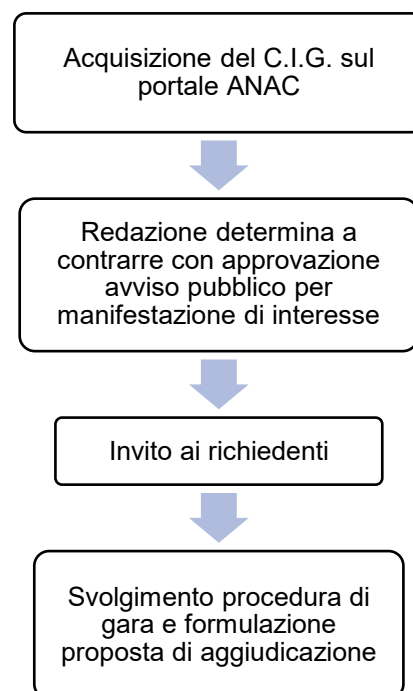 Acquisizione del C.I.G. sul
portale ANAC
Redazione determina a
contrarre con approvazione
avviso pubblico per
manifestazione di interesse
Invito ai richiedenti
Svolgimento procedura di
gara e formulazione
proposta di aggiudicazione